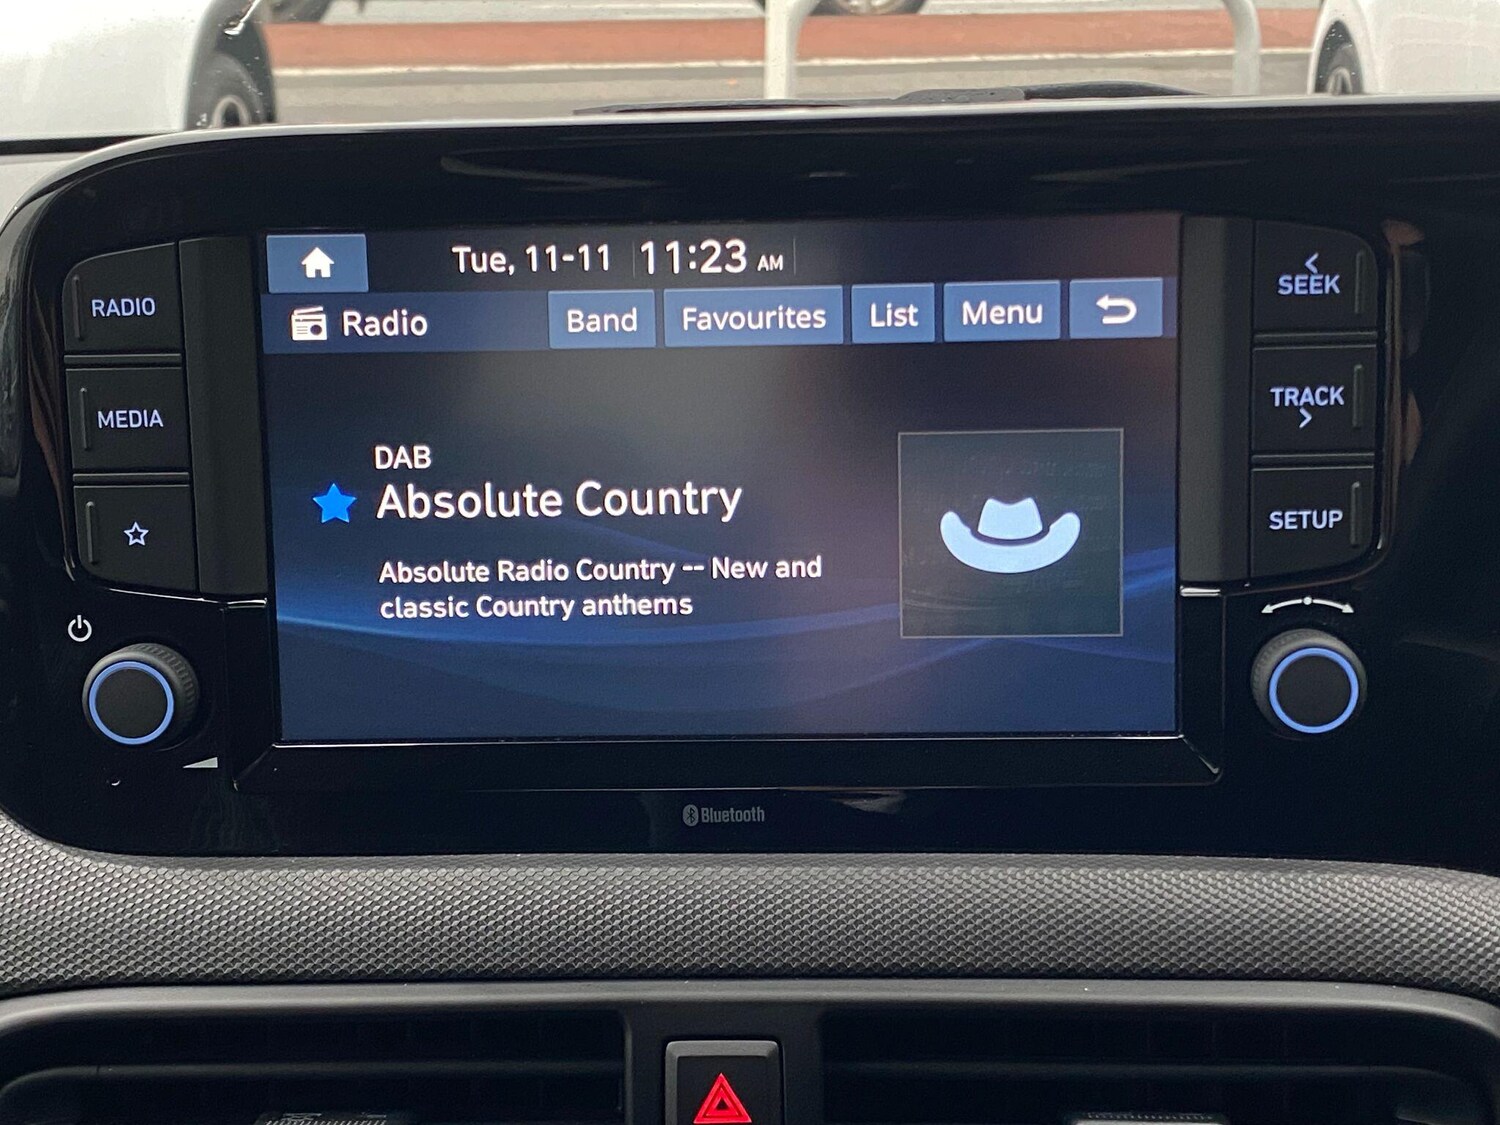 Tue, 11-11 11:23 AM
Radio Band Favourites List Menu
DAB
Absolute Country
Absolute Radio Country -- New and
classic Country anthems
RADIO
MEDIA
SEEK
TRACK
SETUP
Bluetooth